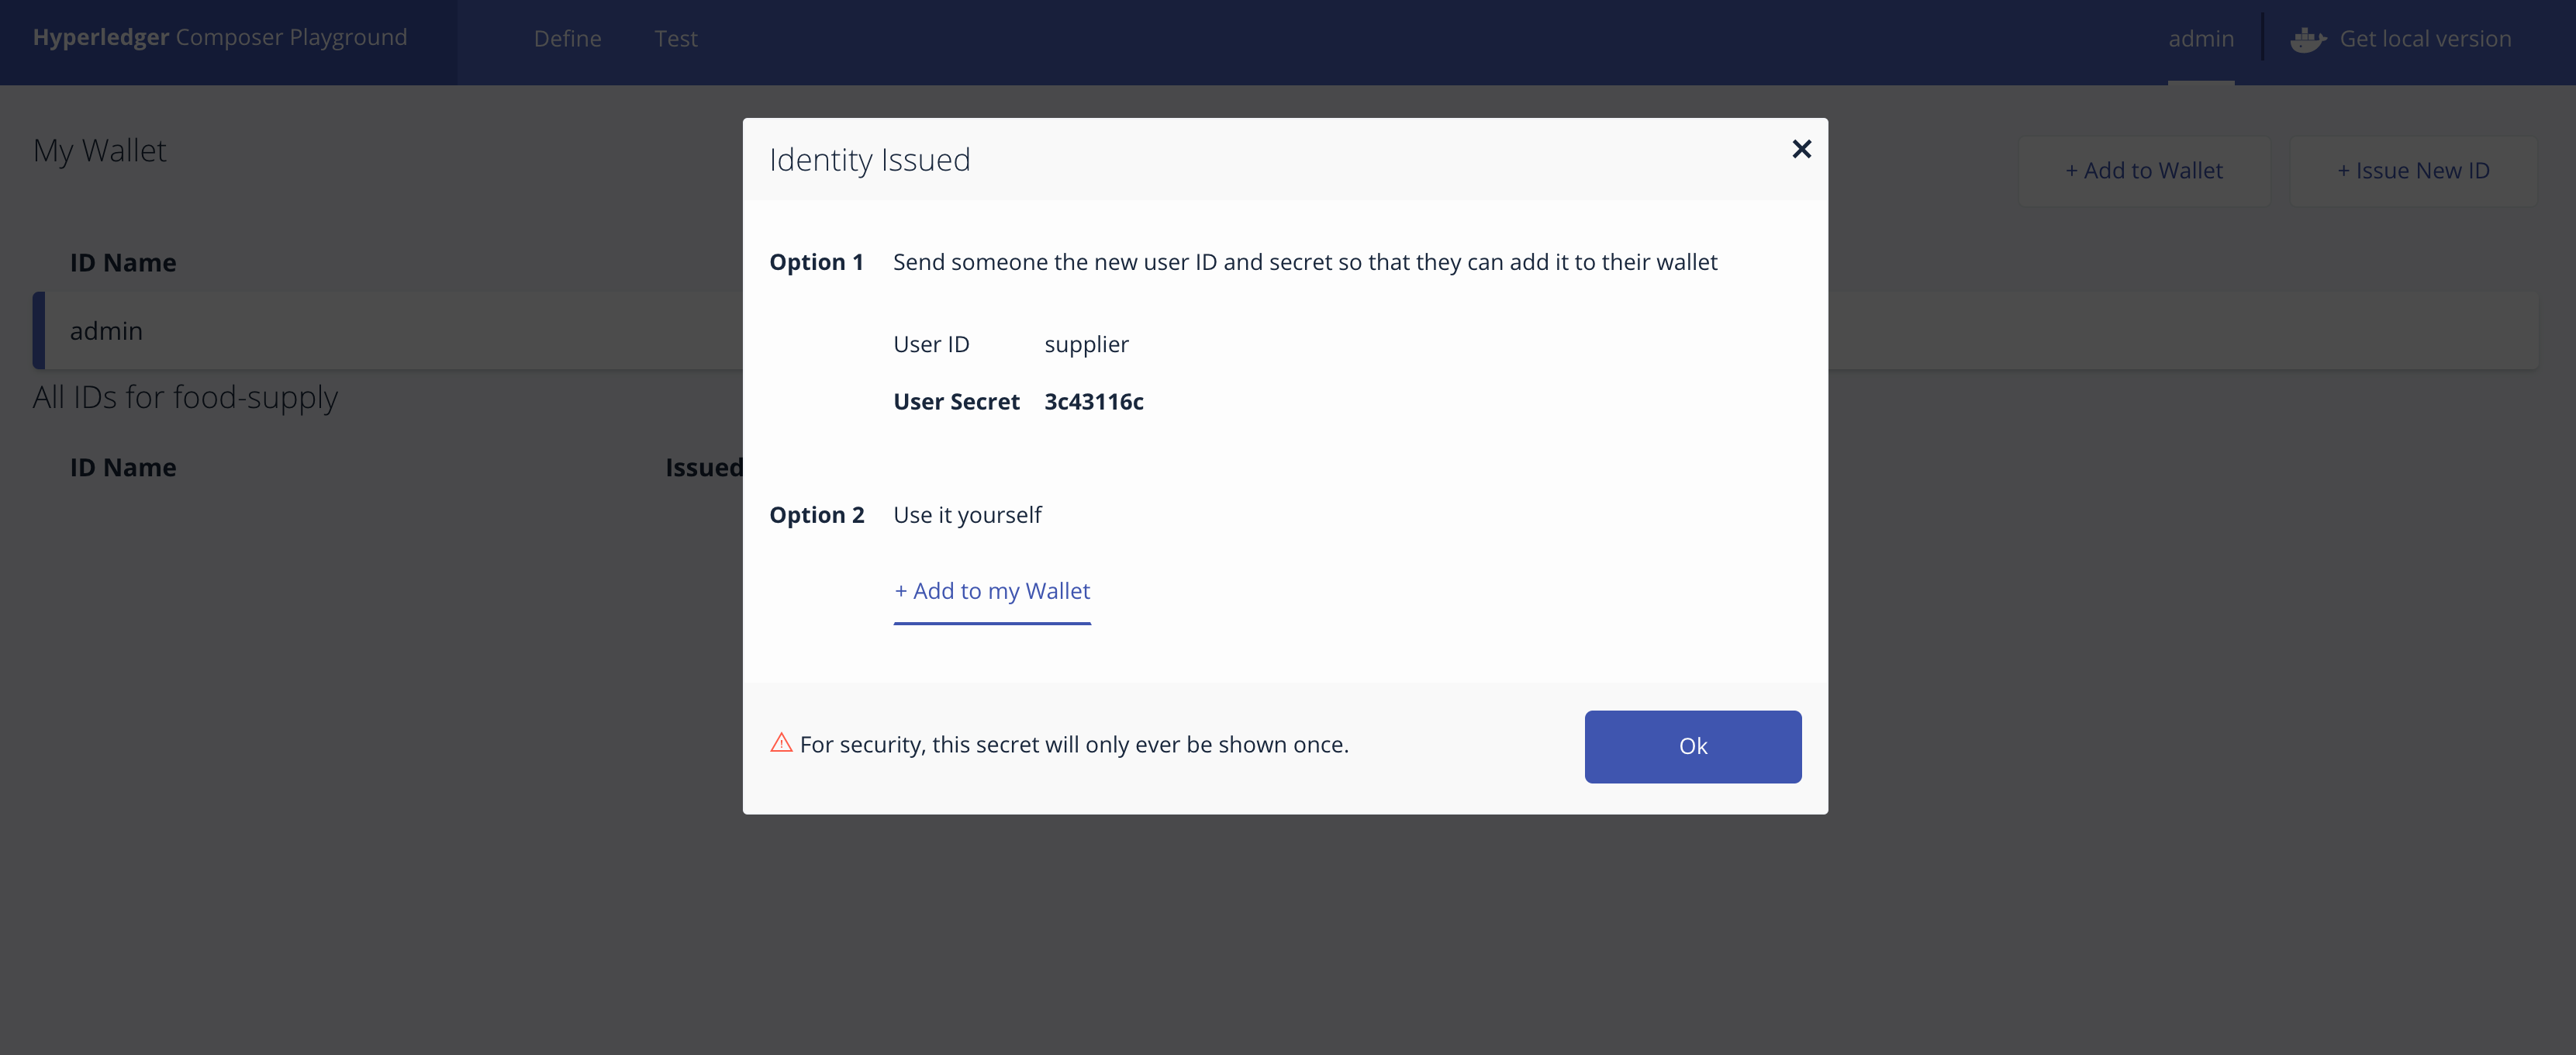 Hyperledger Composer Playground Define Test admin Get local version
My Wallet
+ Add to Wallet + Issue New ID
ID Name
admin
All IDs for food-supply
ID Name Issued
Identity Issued
Option 1 Send someone the new user ID and secret so that they can add it to their wallet
User ID supplier
User Secret 3c43116c
Option 2 Use it yourself
+ Add to my Wallet
For security, this secret will only ever be shown once.
Ok